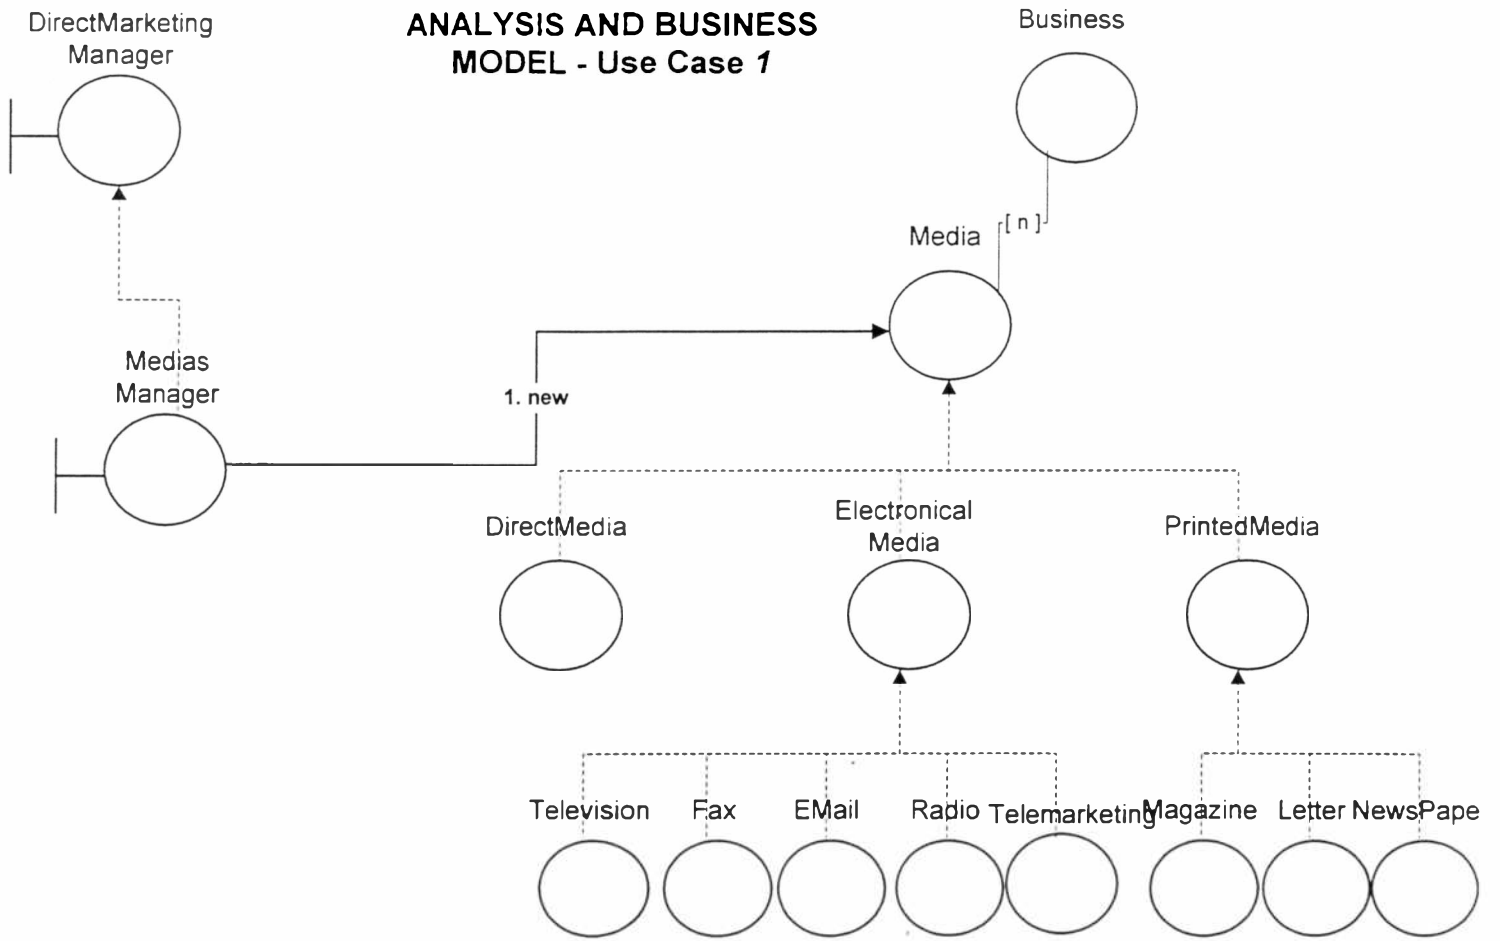 DirectMarketing
Manager
ANALYSIS AND BUSINESS
MODEL - Use Case 1
Business
[ n ]
Media
Medias
Manager
1. new
DirectMedia
Electronical
Media
PrintedMedia
Television
Fax
EMail
Radio
Telemarketing
Magazine
Letter
NewsPape